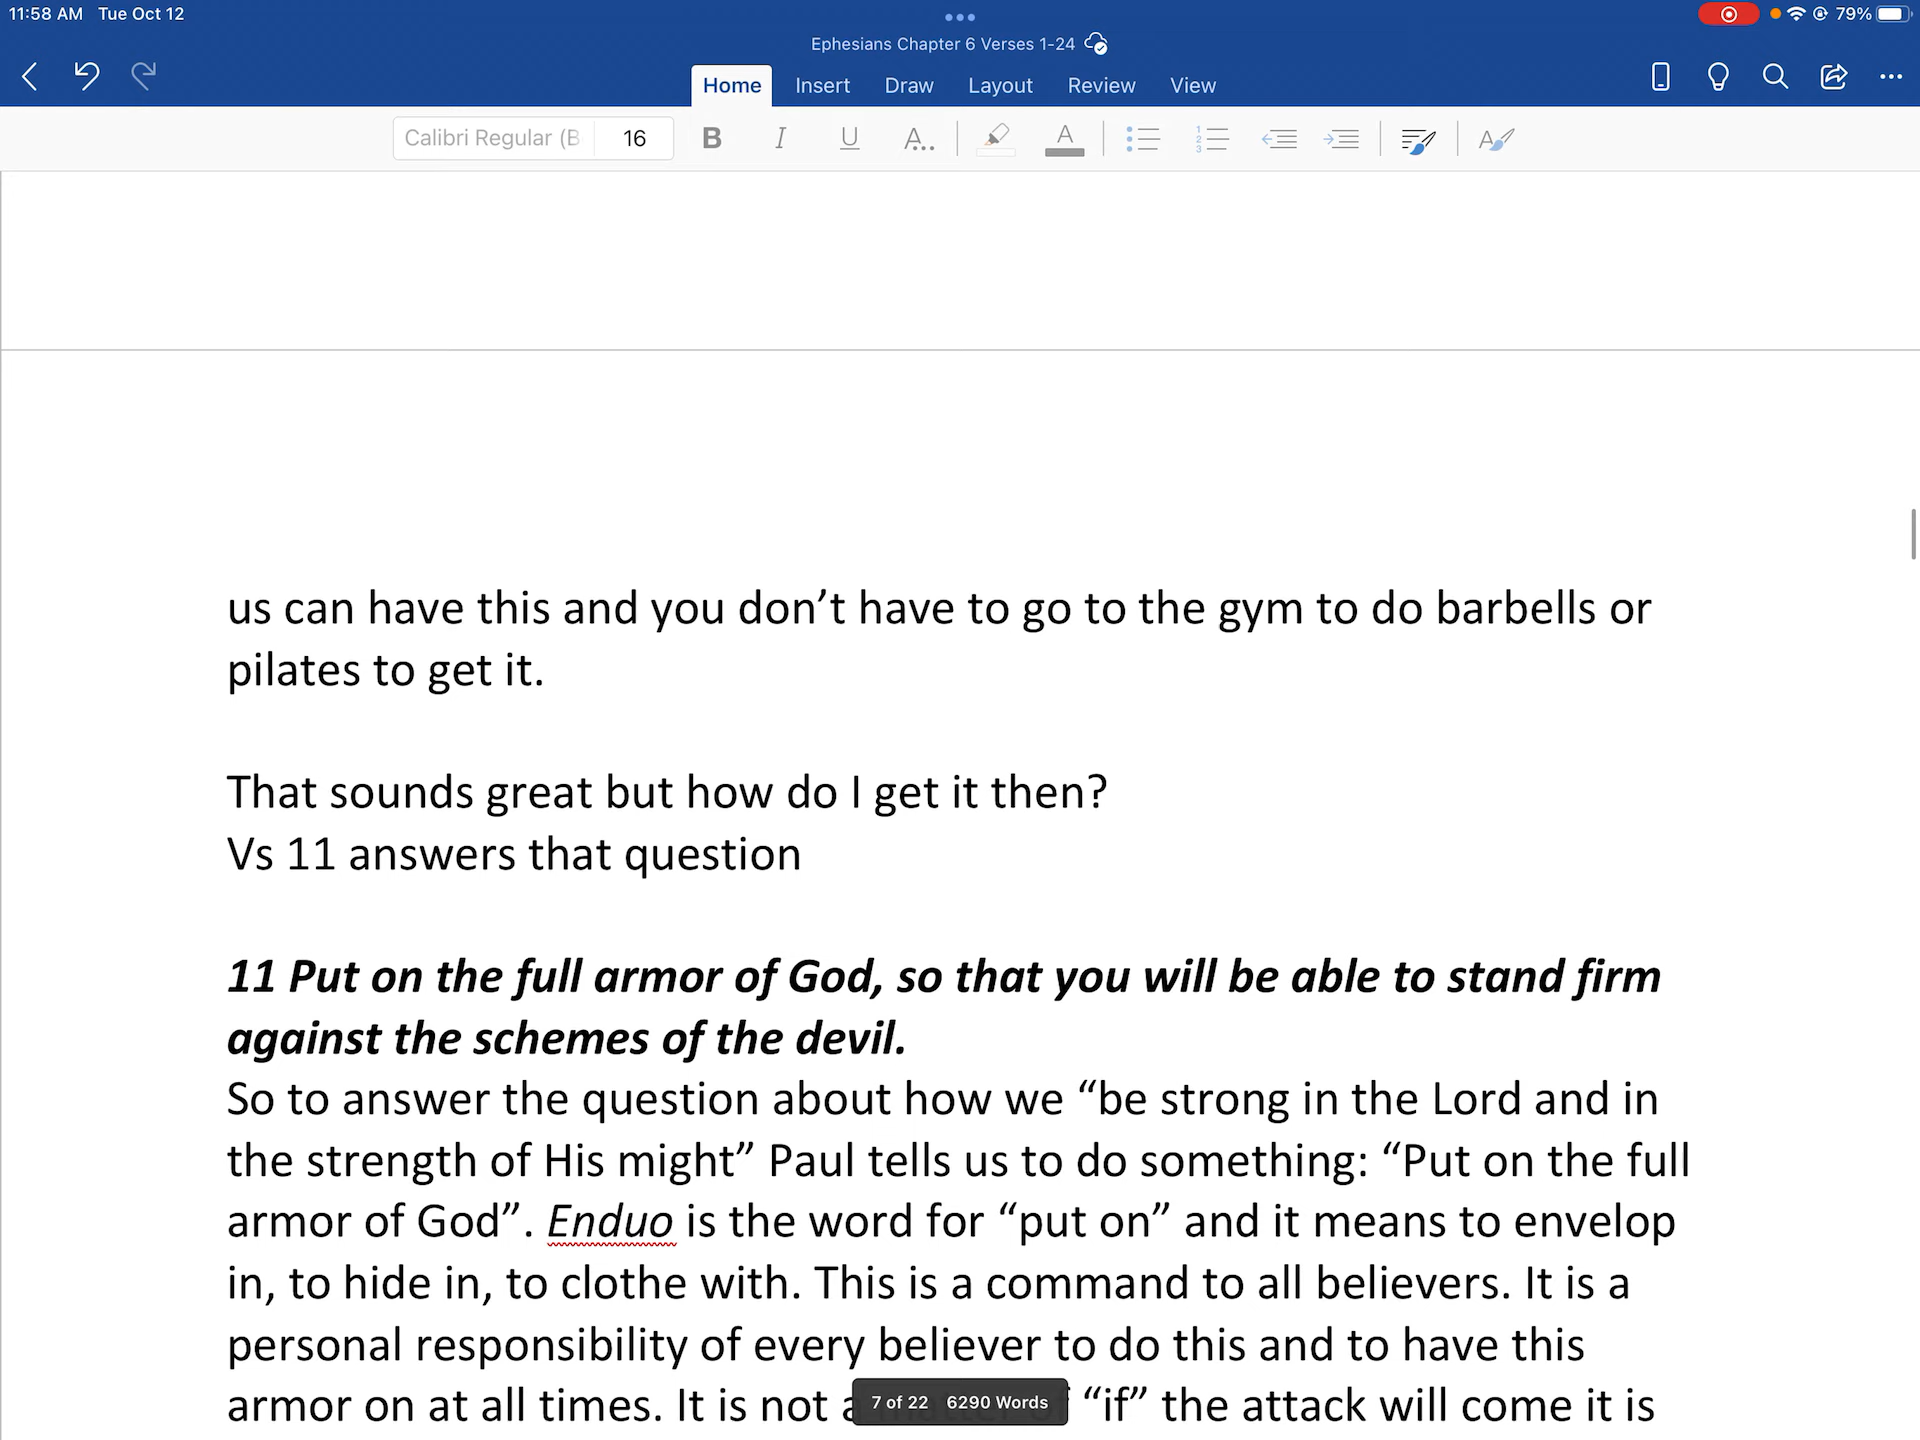 11:58 AM Tue Oct 12
79%
Ephesians Chapter 6 Verses 1-24
Home Insert Draw Layout Review View
Calibri Regular (B 16 B I U A.. A
us can have this and you don’t have to go to the gym to do barbells or
pilates to get it.
That sounds great but how do I get it then?
Vs 11 answers that question
11 Put on the full armor of God, so that you will be able to stand firm
against the schemes of the devil.
So to answer the question about how we “be strong in the Lord and in
the strength of His might” Paul tells us to do something: “Put on the full
armor of God”. Enduo is the word for “put on” and it means to envelop
in, to hide in, to clothe with. This is a command to all believers. It is a
personal responsibility of every believer to do this and to have this
armor on at all times. It is not a matter of “if” the attack will come it is
7 of 22 6290 Words